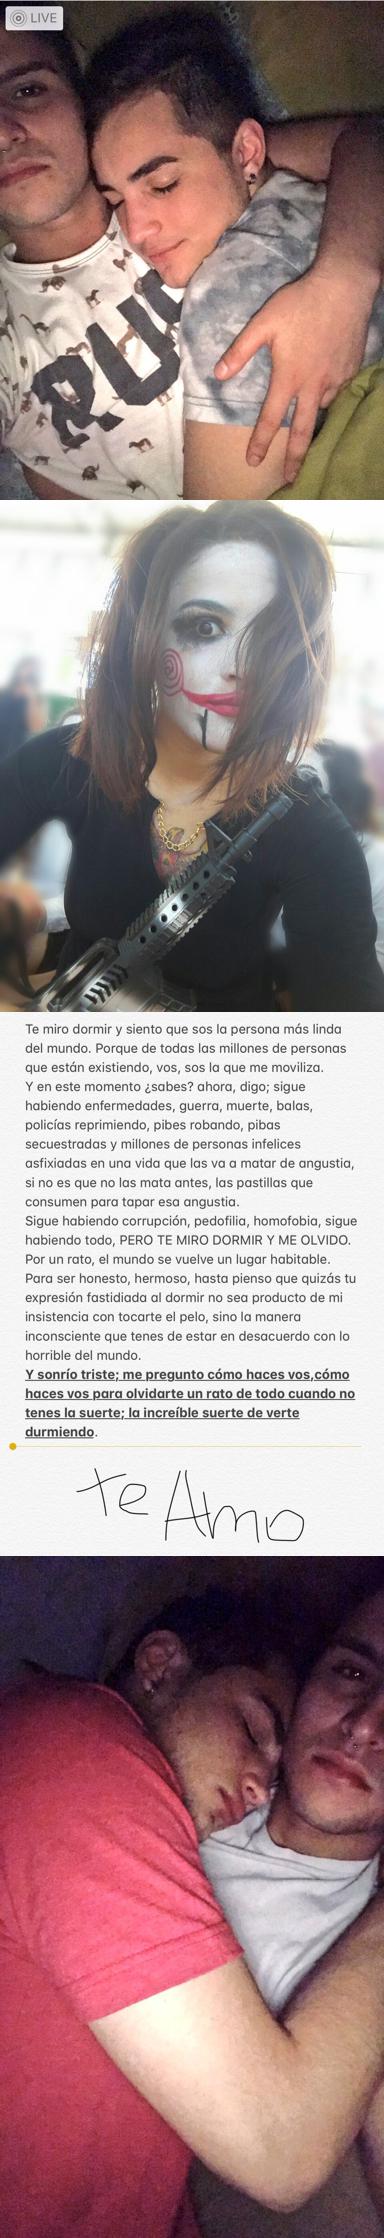 LIVE
RU
Te miro dormir y siento que sos la persona más linda
del mundo. Porque de todas las millones de personas
que están existiendo, vos, sos la que me moviliza.
Y en este momento ¿sabes? ahora, digo; sigue
habiendo enfermedades, guerra, muerte, balas,
policías reprimiendo, pibes robando, pibas
secuestradas y millones de personas infelices
asfixiadas en una vida que las va a matar de angustia,
si no es que no las mata antes, las pastillas que
consumen para tapar esa angustia.
Sigue habiendo corrupción, pedofilia, homofobia, sigue
habiendo todo, PERO TE MIRO DORMIR Y ME OLVIDO.
Por un rato, el mundo se vuelve un lugar habitable.
Para ser honesto, hermoso, hasta pienso que quizás tu
expresión fastidiada al dormir no sea producto de mi
insistencia con tocarte el pelo, sino la manera
inconsciente que tenes de estar en desacuerdo con lo
horrible del mundo.
Y sonrío triste; me pregunto cómo haces vos,cómo
haces vos para olvidarte un rato de todo cuando no
tenes la suerte; la increíble suerte de verte
durmiendo.
te Amo